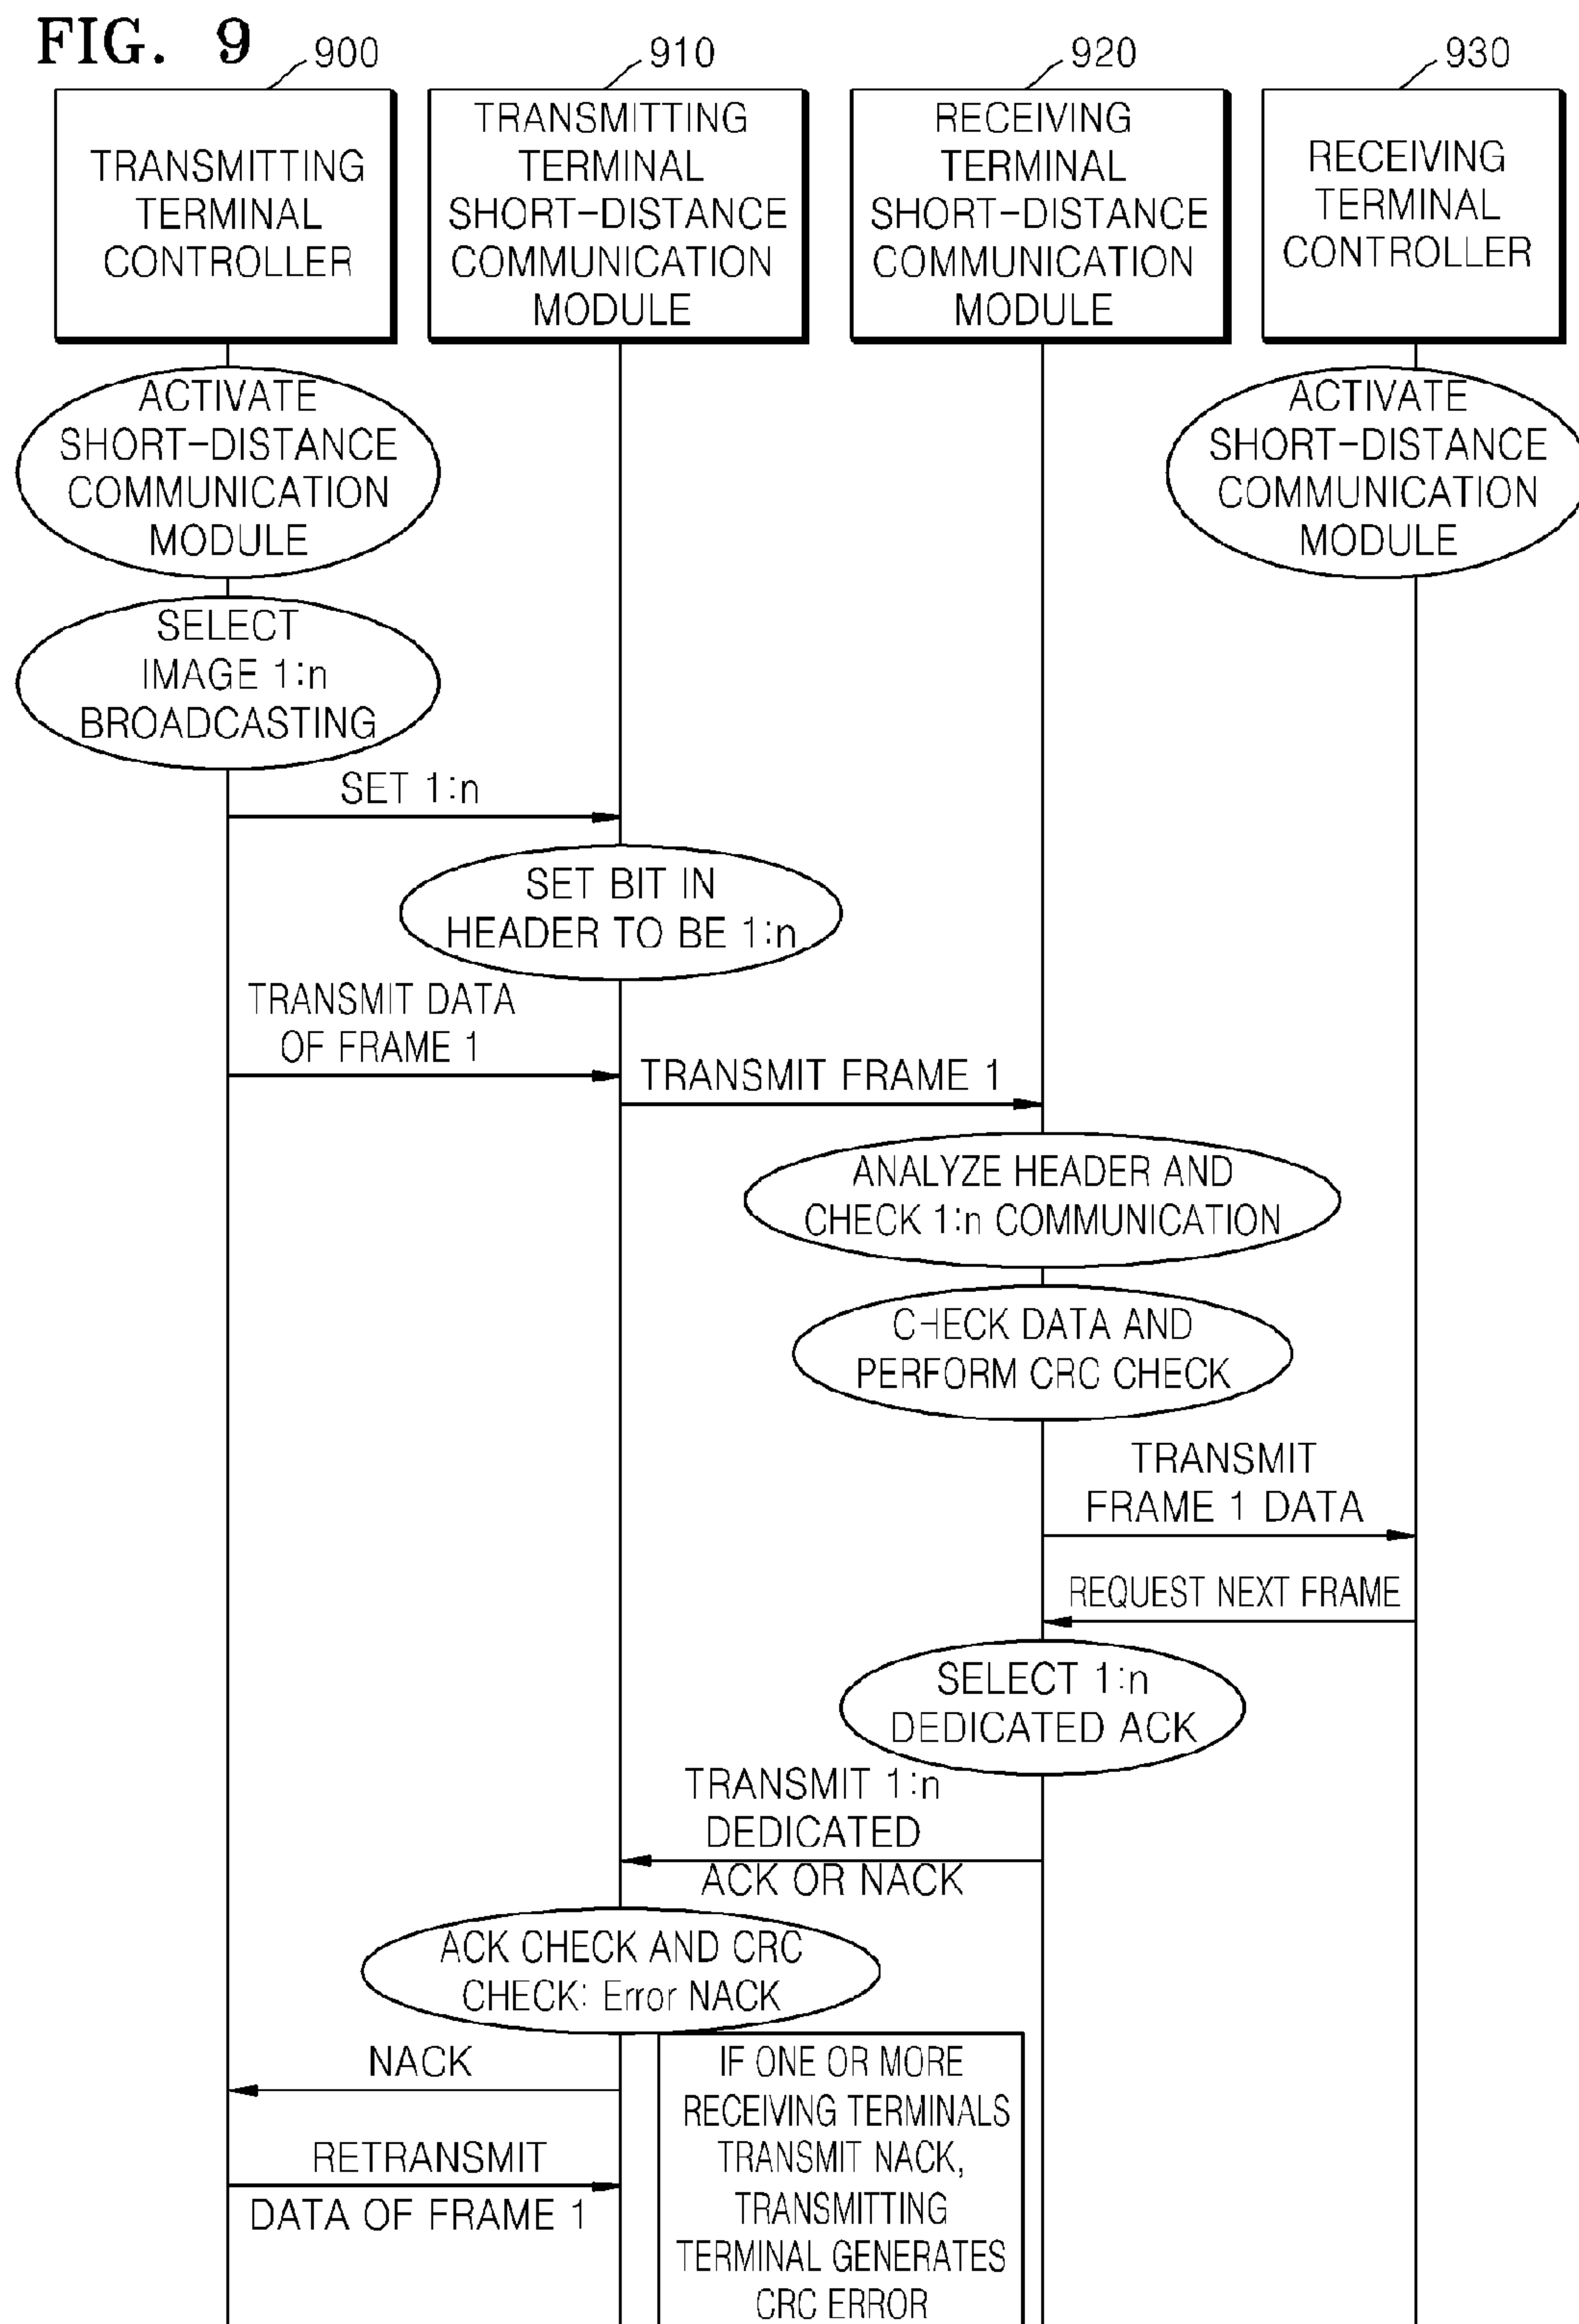 FIG. 9
900
910
920
930
TRANSMITTING
TERMINAL
CONTROLLER
TRANSMITTING
TERMINAL
SHORT-DISTANCE
COMMUNICATION
MODULE
RECEIVING
TERMINAL
SHORT-DISTANCE
COMMUNICATION
MODULE
RECEIVING
TERMINAL
CONTROLLER
ACTIVATE
SHORT-DISTANCE
COMMUNICATION
MODULE
ACTIVATE
SHORT-DISTANCE
COMMUNICATION
MODULE
SELECT
IMAGE 1:n
BROADCASTING
SET 1:n
SET BIT IN
HEADER TO BE 1:n
TRANSMIT DATA
OF FRAME 1
TRANSMIT FRAME 1
ANALYZE HEADER AND
CHECK 1:n COMMUNICATION
CHECK DATA AND
PERFORM CRC CHECK
TRANSMIT
FRAME 1 DATA
REQUEST NEXT FRAME
SELECT 1:n
DEDICATED ACK
TRANSMIT 1:n
DEDICATED
ACK OR NACK
ACK CHECK AND CRC
CHECK: Error NACK
NACK
RETRANSMIT
DATA OF FRAME 1
IF ONE OR MORE
RECEIVING TERMINALS
TRANSMIT NACK,
TRANSMITTING
TERMINAL GENERATES
CRC ERROR